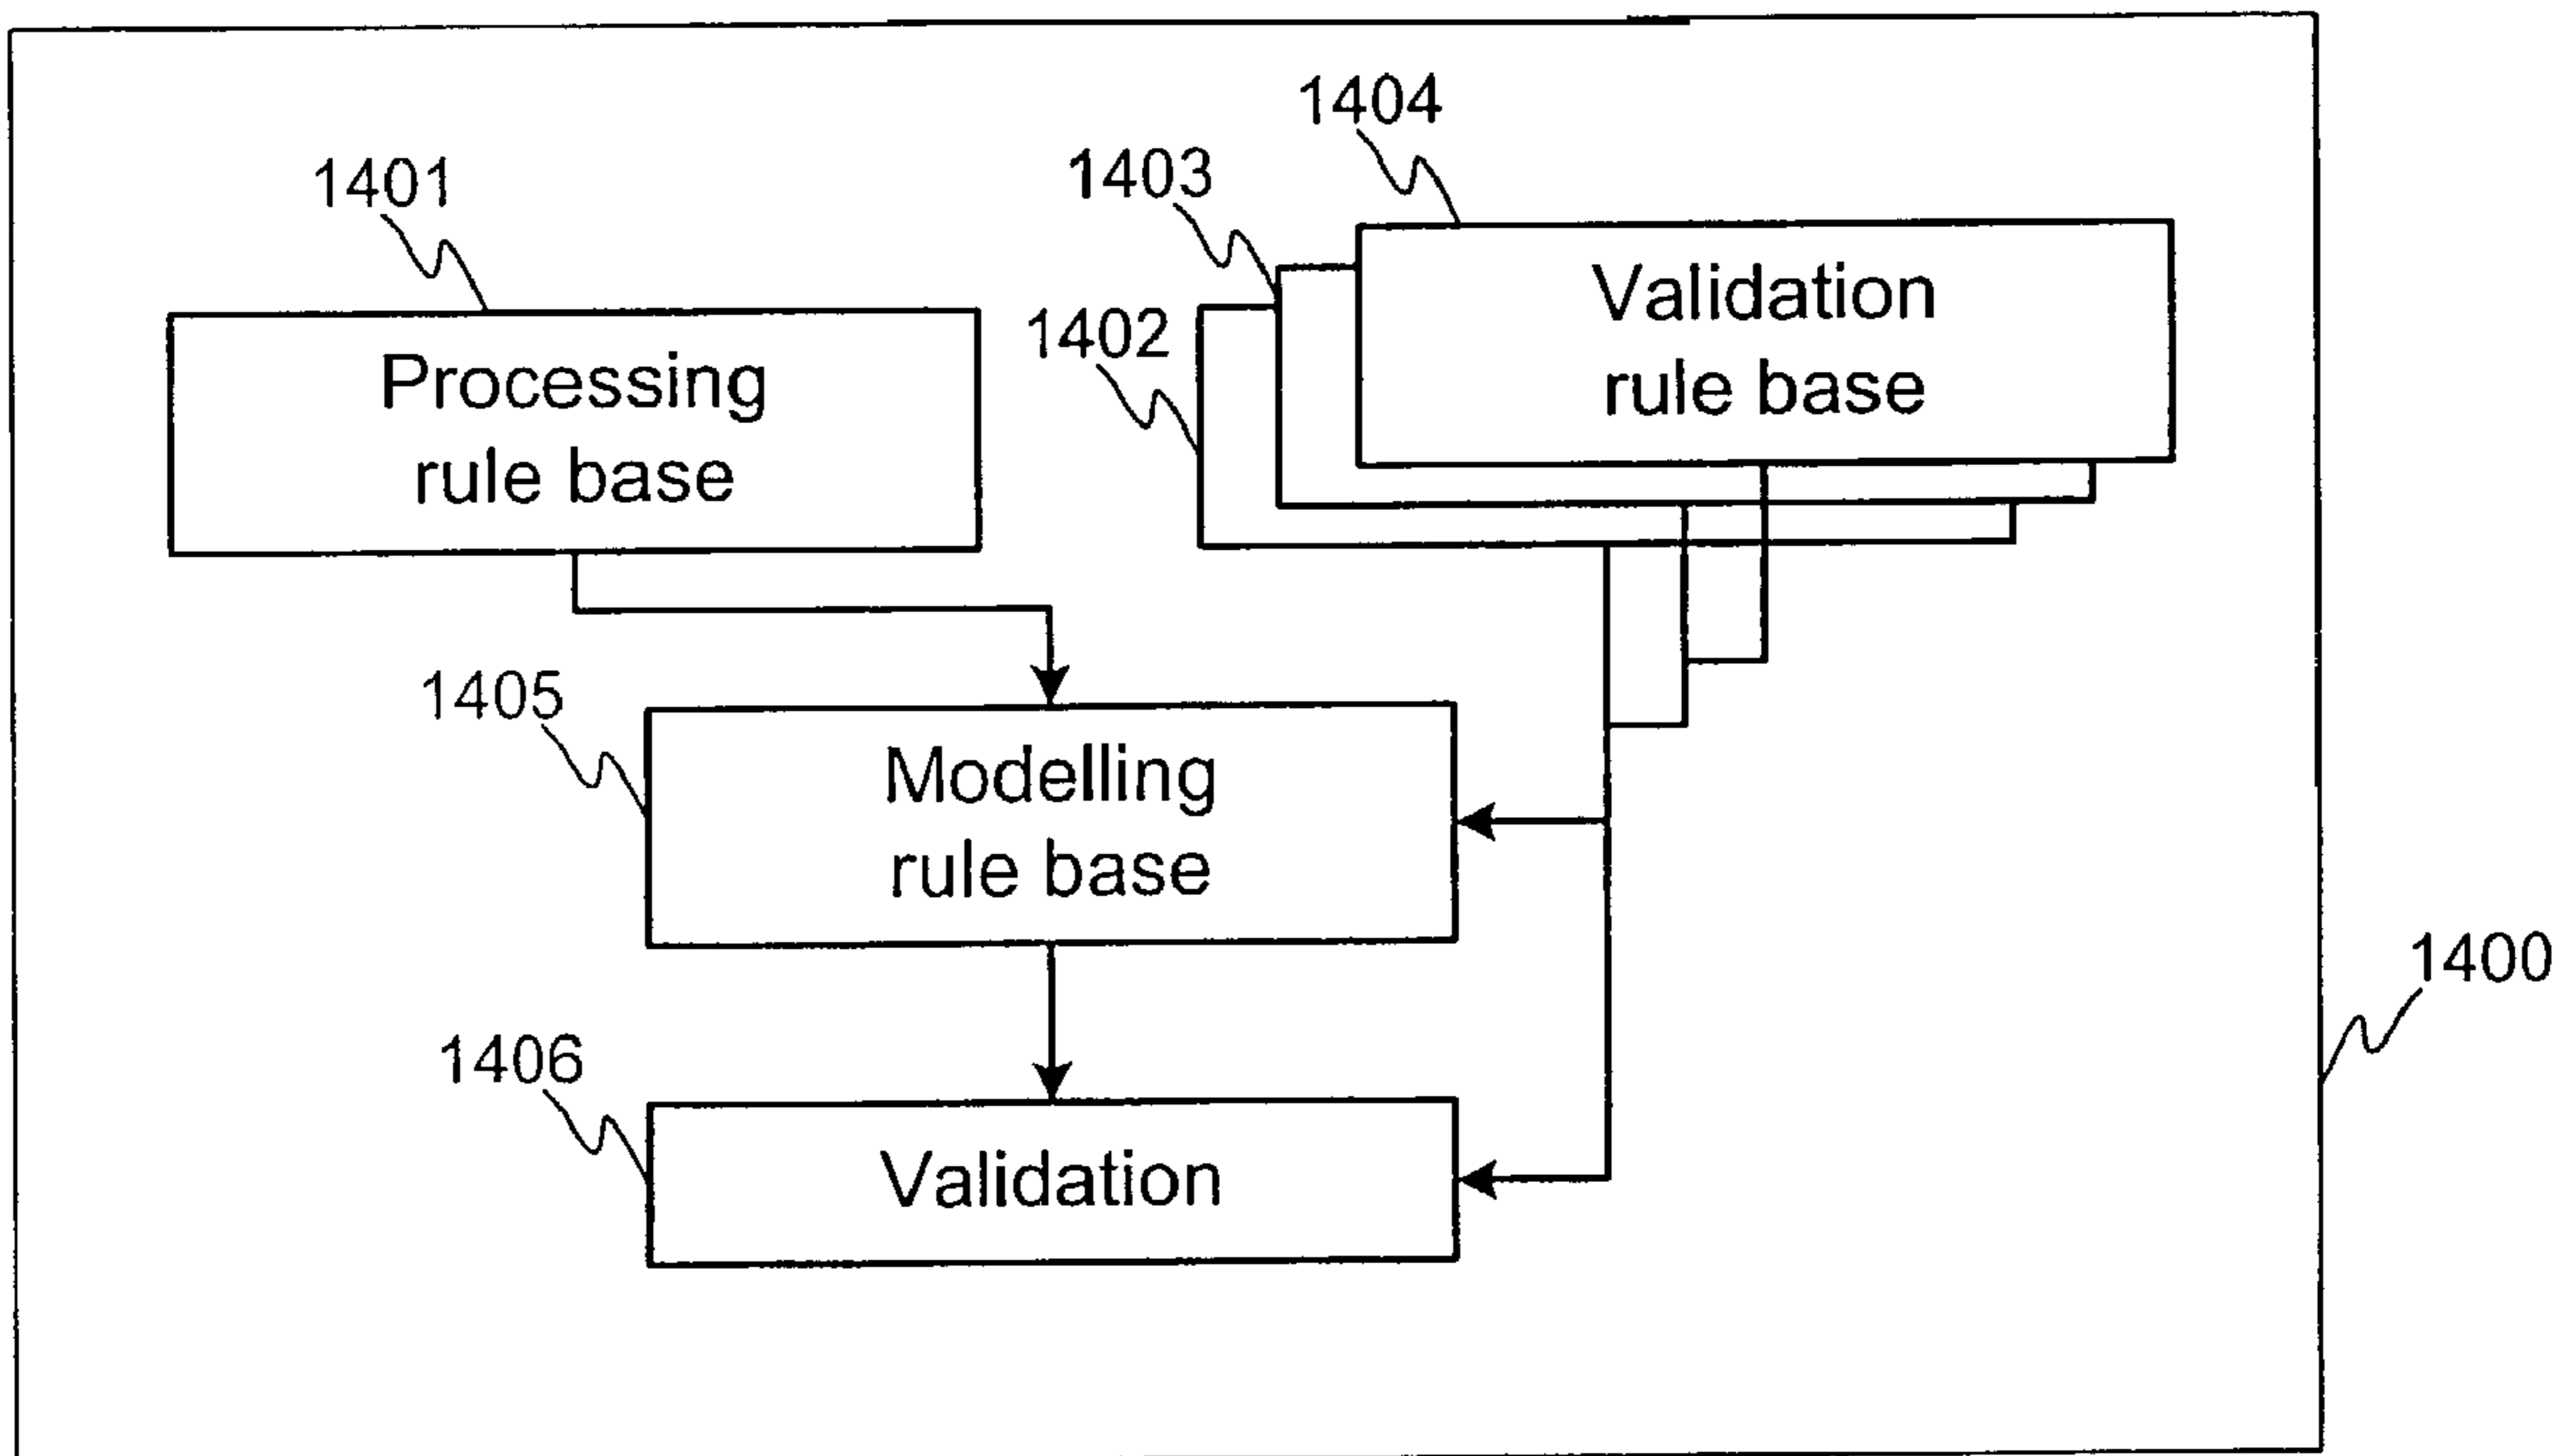 1404
1403
1401
1402
Validation
rule base
Processing
rule base
1405
Modelling
rule base
1400
1406
Validation